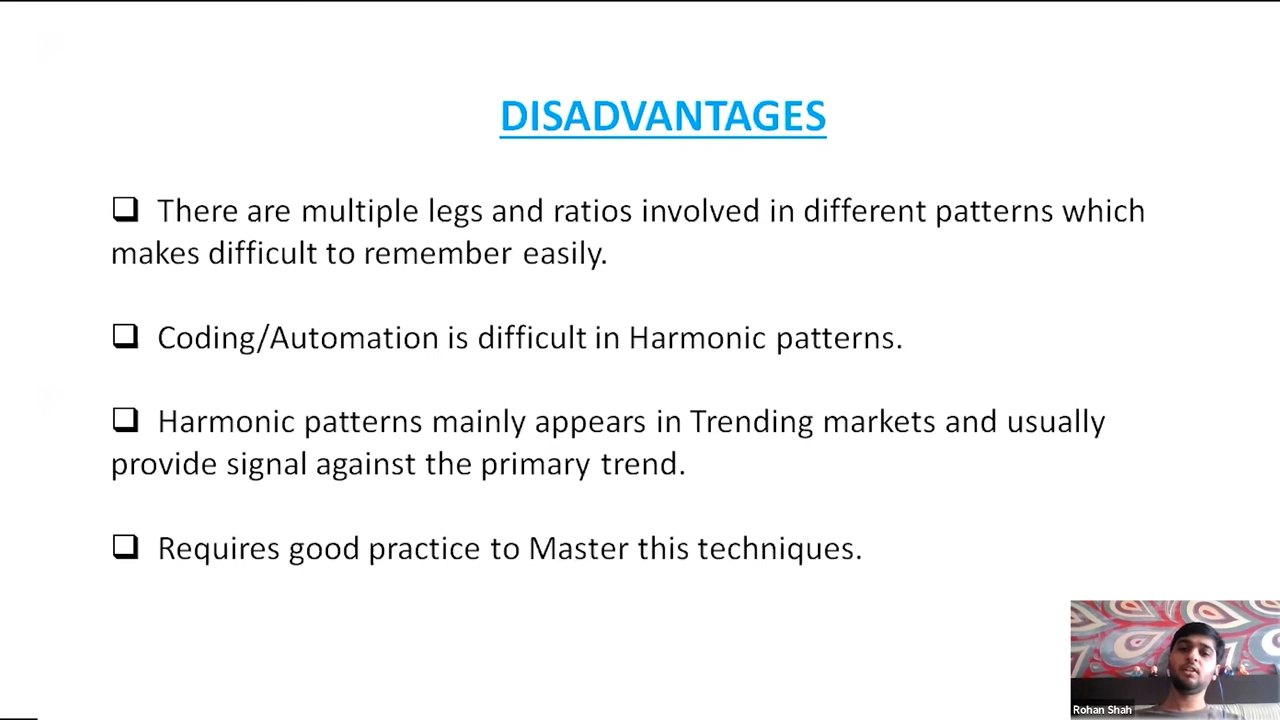 DISADVANTAGES
There are multiple legs and ratios involved in different patterns which
makes difficult to remember easily.
Coding/Automation is difficult in Harmonic patterns.
Harmonic patterns mainly appears in Trending markets and usually
provide signal against the primary trend.
Requires good practice to Master this techniques.
Rohan Shah